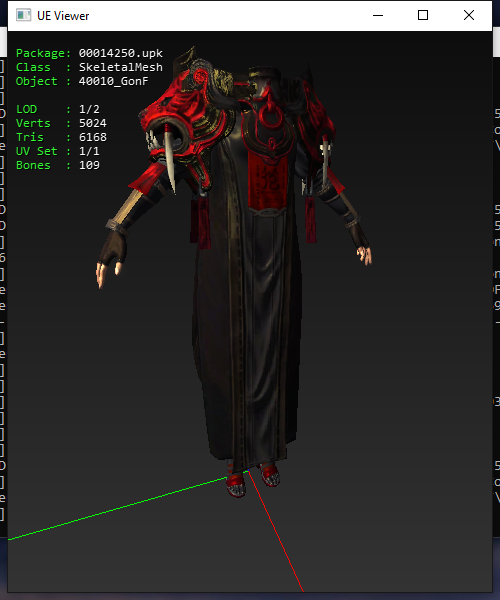 UE Viewer
Package: 00014250.upk
Class : SkeletalMesh
Object : 40010_GonF
LOD : 1/2
Verts : 5024
Tris : 6168
UV Set : 1/1
Bones : 109